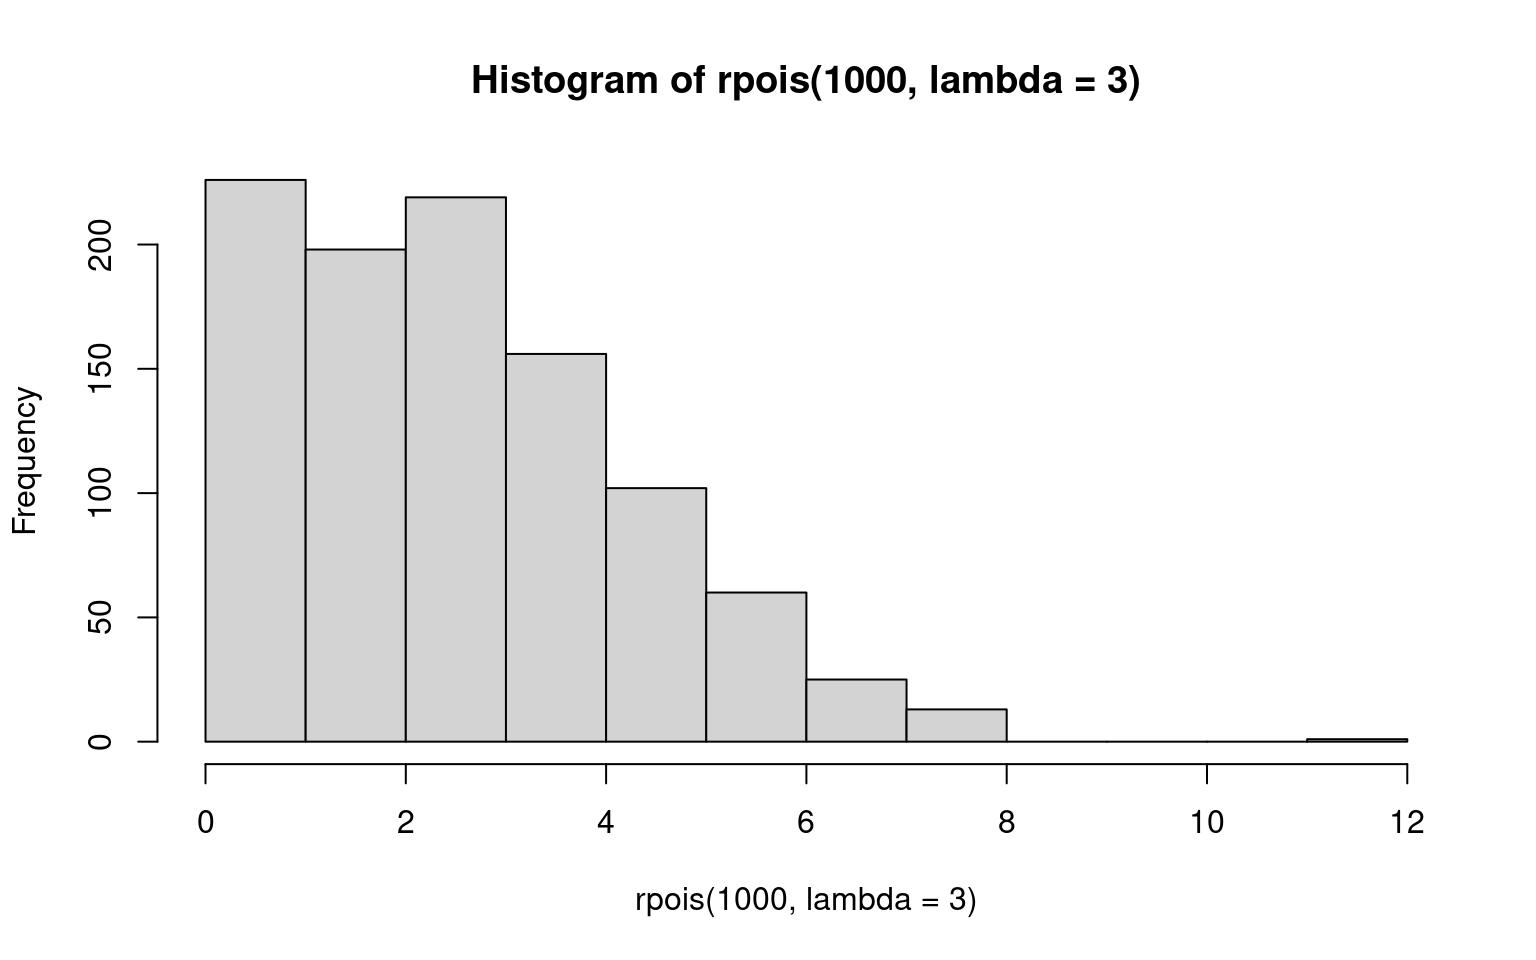 Histogram of rpois(1000, lambda = 3)
Frequency
200
150
100
50
0
0 2 4 6 8 10 12
rpois(1000, lambda = 3)